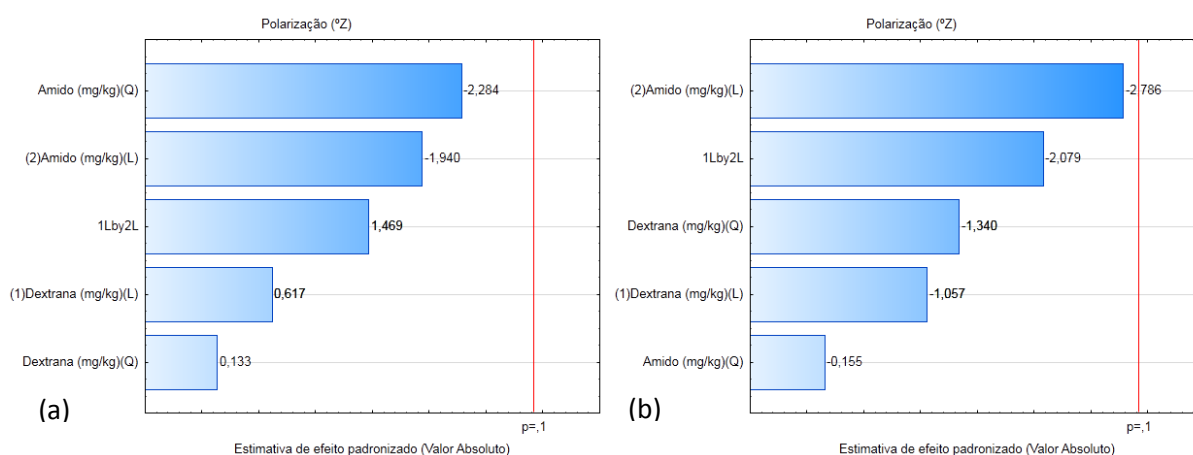 Polarização (ºZ)
Amido (mg/kg)(Q)
-2,284
(2)Amido (mg/kg)(L)
-1,940
1Lby2L
1,469
(1)Dextrana (mg/kg)(L)
0,617
Dextrana (mg/kg)(Q)
0,133
(a)
p=,1
Estimativa de efeito padronizado (Valor Absoluto)
Polarização (ºZ)
(2)Amido (mg/kg)(L)
-2,786
1Lby2L
-2,079
Dextrana (mg/kg)(Q)
-1,340
(1)Dextrana (mg/kg)(L)
-1,057
Amido (mg/kg)(Q)
-0,155
(b)
p=,1
Estimativa de efeito padronizado (Valor Absoluto)